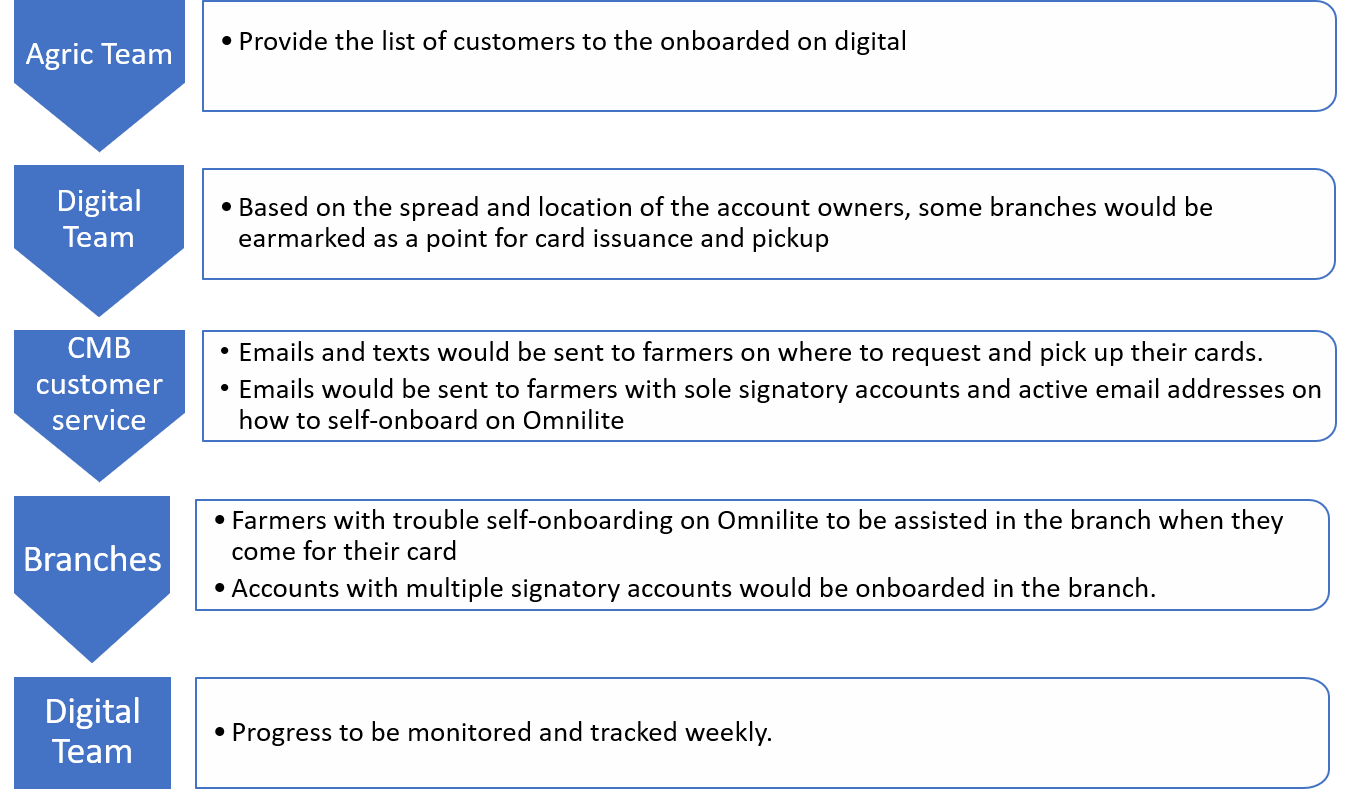 Agric Team
• Provide the list of customers to the onboarded on digital
Digital
Team
• Based on the spread and location of the account owners, some branches would be
earmarked as a point for card issuance and pickup
CMB
customer
service
• Emails and texts would be sent to farmers on where to request and pick up their cards.
• Emails would be sent to farmers with sole signatory accounts and active email addresses on
how to self-onboard on Omnilite
Branches
• Farmers with trouble self-onboarding on Omnilite to be assisted in the branch when they
come for their card
• Accounts with multiple signatory accounts would be onboarded in the branch.
Digital
Team
• Progress to be monitored and tracked weekly.